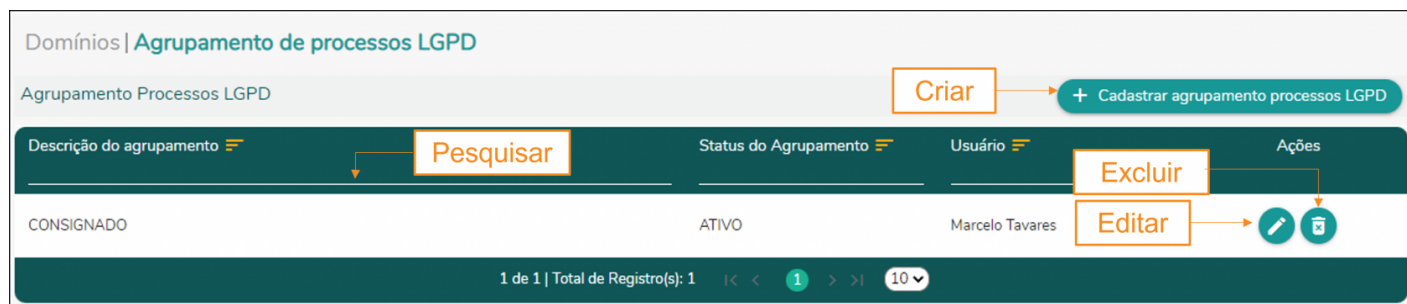 Domínios | Agrupamento de processos LGPD
Agrupamento Processos LGPD
Criar
+ Cadastrar agrupamento processos LGPD
Descrição do agrupamento
Pesquisar
Status do Agrupamento
Usuário
Ações
Excluir
CONSIGNADO
ATIVO
Marcelo Tavares
Editar
1 de 1 | Total de Registro(s): 1
|< < 1 > >|
10